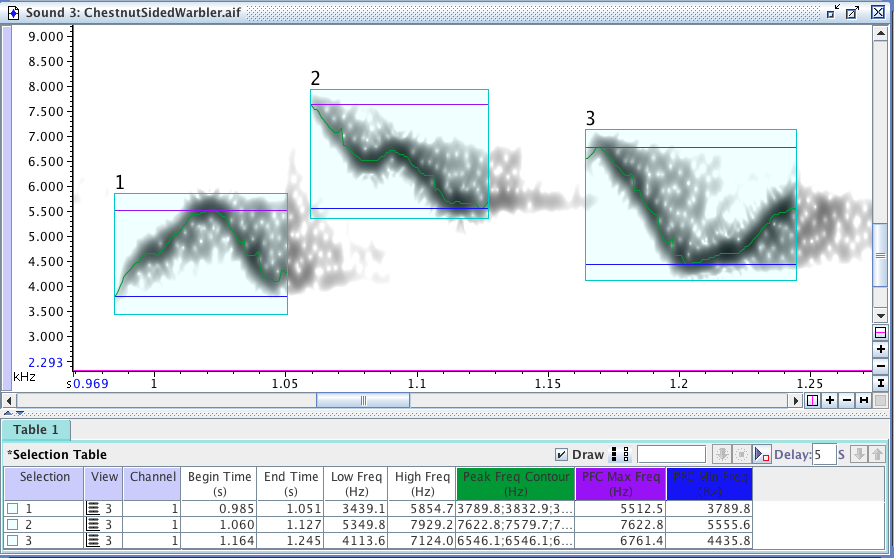 Sound 3: ChestnutSidedWarbler.aif
9.000
8.500
8.000
7.500
7.000
6.500
6.000
5.500
5.000
4.500
4.000
3.500
3.000
2.293
kHz
1
2
3
s0.969 1 1.05 1.1 1.15 1.2 1.25
Table 1
*Selection Table Draw Delay: 5 S
Selection View Channel Begin Time (s) End Time (s) Low Freq (Hz) High Freq (Hz) Peak Freq Contour (Hz) PFC Max Freq (Hz) PFC Min Freq (Hz)
1 3 1 0.985 1.051 3439.1 5854.7 3789.8;3832.9;3... 5512.5 3789.8
2 3 1 1.060 1.127 5349.8 7929.2 7622.8;7579.7;7... 7622.8 5555.6
3 3 1 1.164 1.245 4113.6 7124.0 6546.1;6546.1;6... 6761.4 4435.8